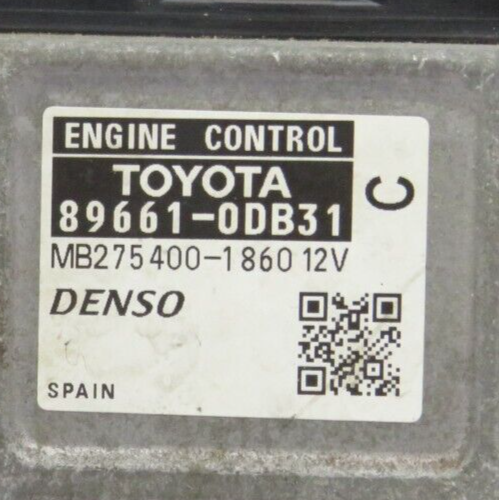 ENGINE CONTROL
TOYOTA
89661-0DB31
C
MB275400-1860 12V
DENSO
SPAIN